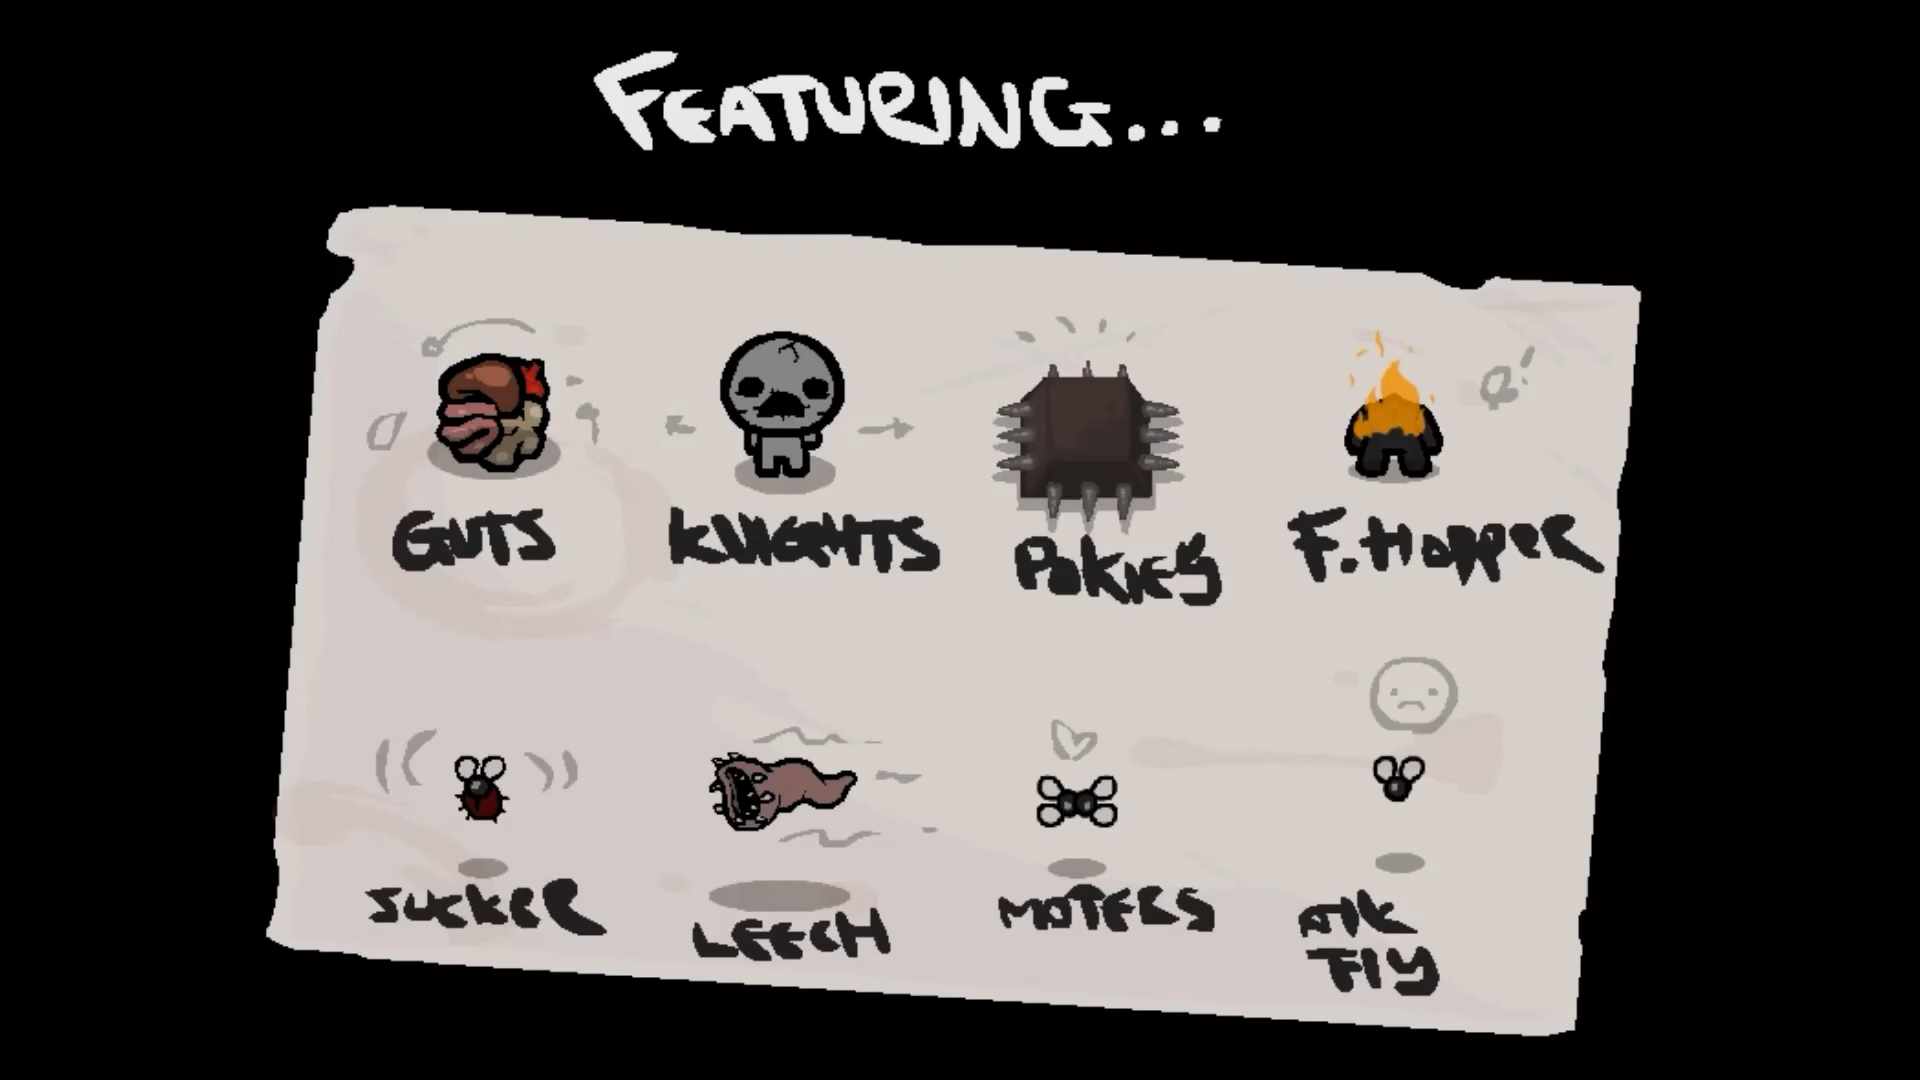 FEATURING...
GUTS
KNIGHTS
POKIES
F. HOPPER
SUCKER
LEECH
MOTERS
ATK
FLY